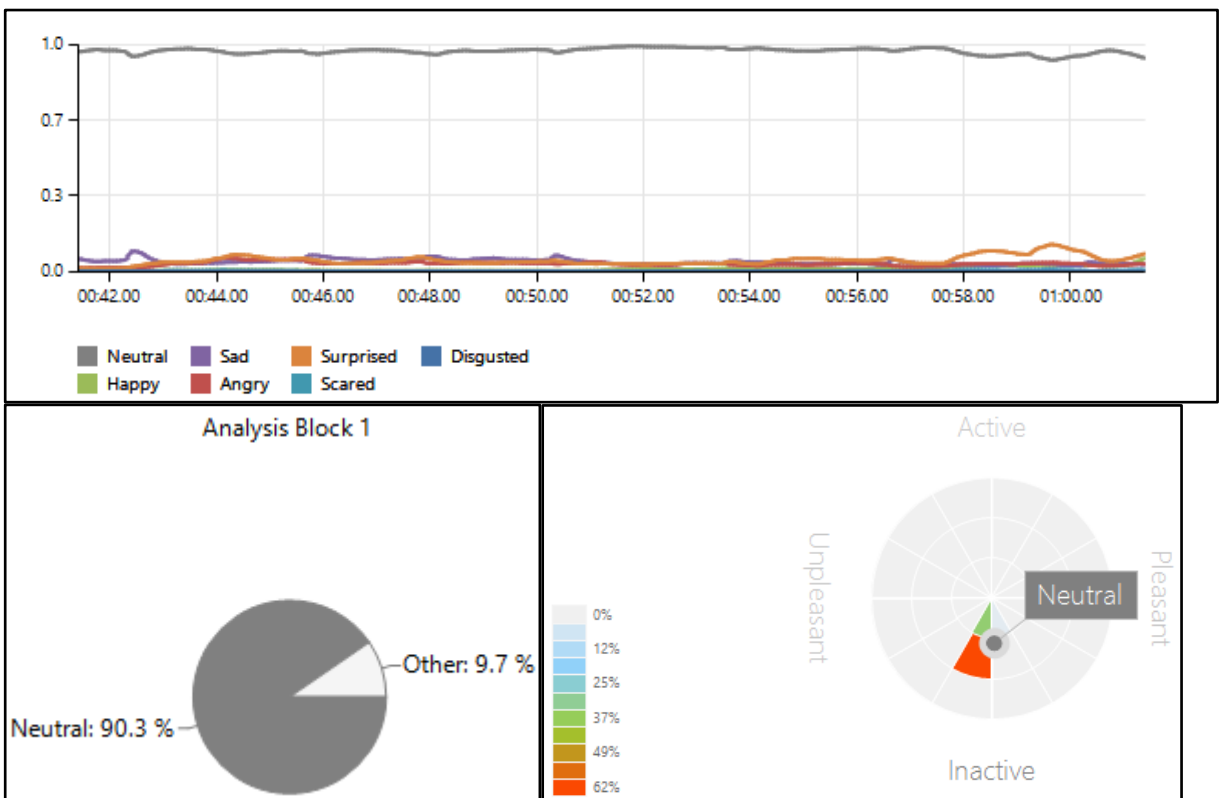 1.0
0.7
0.3
0.0
00:42.00 00:44.00 00:46.00 00:48.00 00:50.00 00:52.00 00:54.00 00:56.00 00:58.00 01:00.00
Neutral Sad Surprised Disgusted
Happy Angry Scared
Analysis Block 1
Other: 9.7 %
Neutral: 90.3 %
Active
Unpleasant
Pleasant
Neutral
Inactive
0%
12%
25%
37%
49%
62%